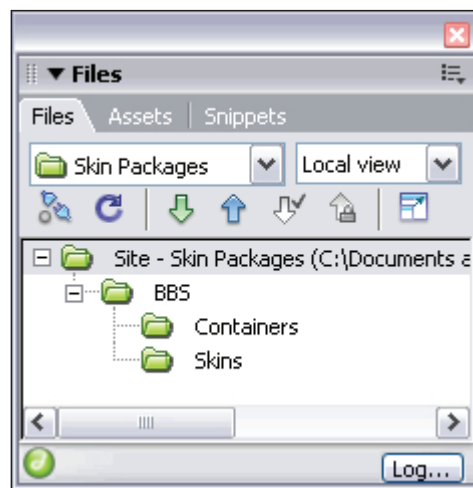 Files
Files Assets Snippets
Skin Packages Local view
Site - Skin Packages (C:\Documents a
BBS
Containers
Skins
Log...